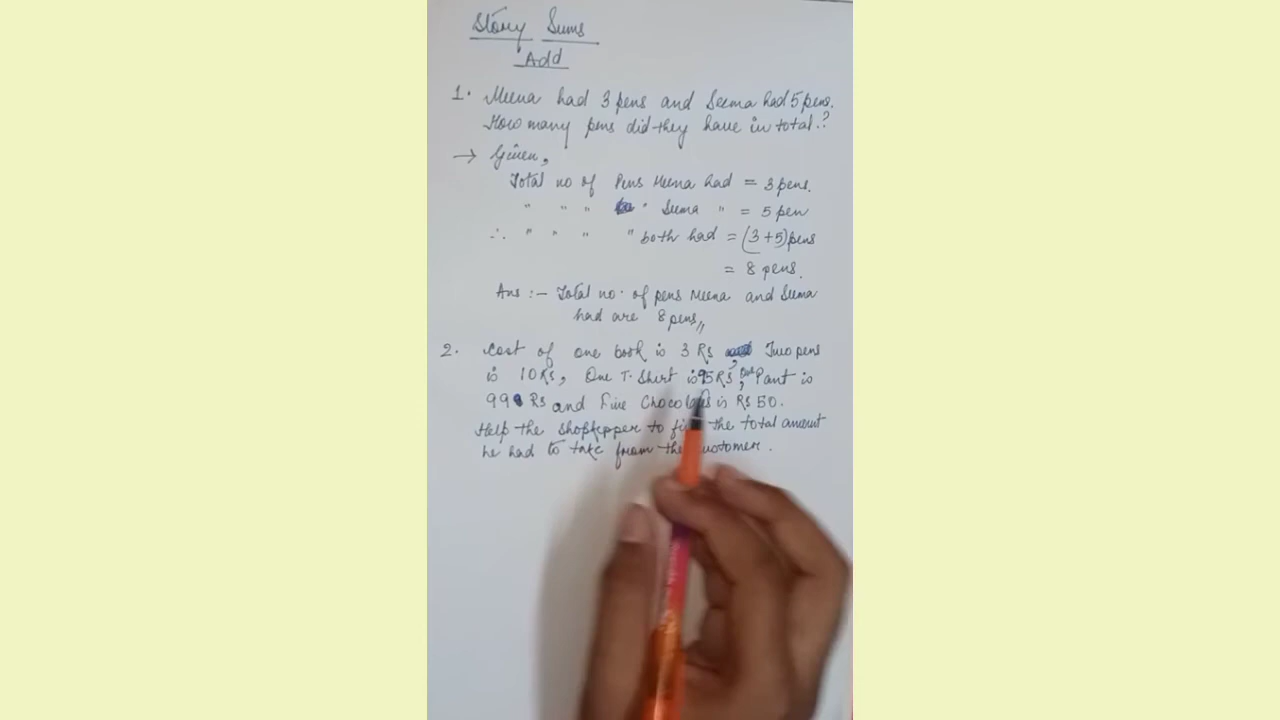 Story Sums
Add
1. Meena had 3 pens and Seema had 5 pens.
How many pens did they have in total.?
→ Given,
Total no of Pens Meena had = 3 pens.
" " " " Seema " = 5 pen
∴ " " " " both had = (3+5) pens
= 8 pens.
Ans :- Total no. of pens Meena and Seema
had are 8 pens,,
2. Cost of one book is 3 Rs, Two pens
is 10 Rs, One T. Shirt is 95 Rs, One Pant is
99 Rs and Five Chocolates is Rs 50.
Help the shopkepper to the total amount
he had to take from the customer.